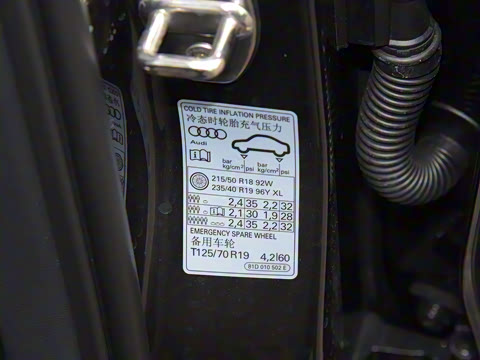 COLD TIRE INFLATION PRESSURE
冷态时轮胎充气压力
Audi
bar kg/cm² psi bar kg/cm² psi
215/50 R18 92W
235/40 R19 96Y XL
2,4 35 2,2 32
2,1 30 1,9 28
2,4 35 2,2 32
EMERGENCY SPARE WHEEL
备用车轮
T125/70 R19 4,2 60
81D 010 502 E